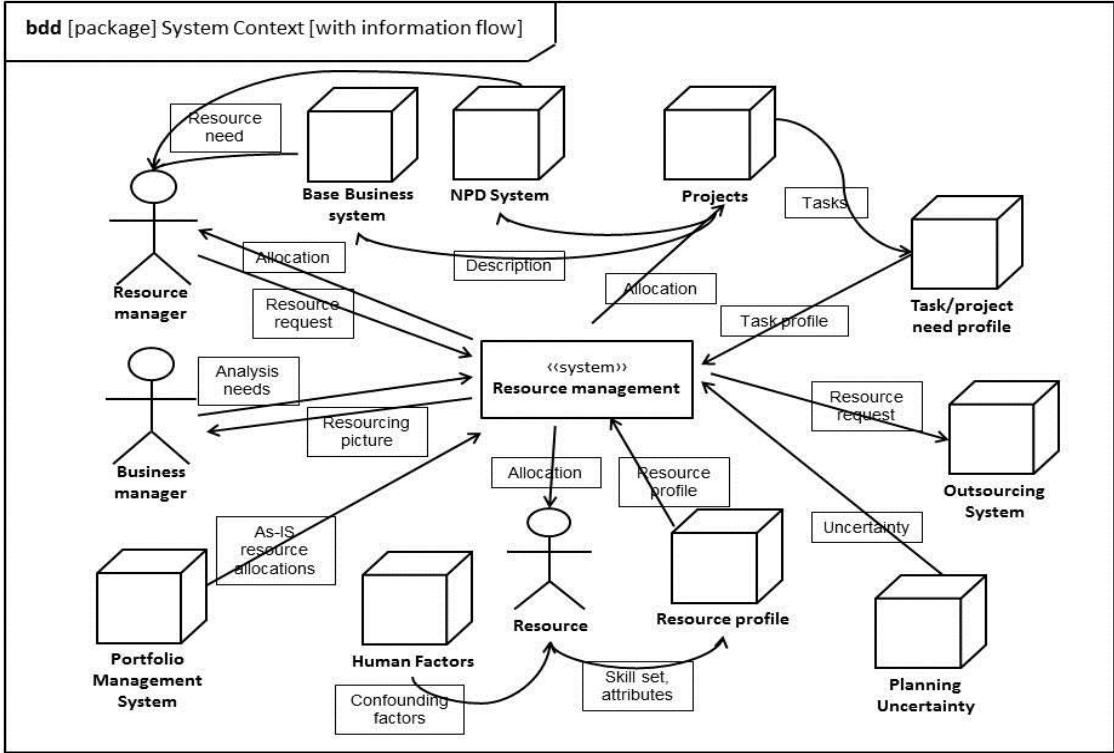 bdd [package] System Context [with information flow]
Resource
need
Base Business
system
NPD System
Projects
Tasks
Resource
manager
Allocation
Resource
request
Description
Allocation
Task profile
Task/project
need profile
‹‹system››
Resource management
Analysis
needs
Resourcing
picture
Business
manager
Resource
request
Outsourcing
System
Allocation
Resource
profile
Uncertainty
As-IS
resource
allocations
Portfolio
Management
System
Human Factors
Confounding
factors
Resource
Skill set,
attributes
Resource profile
Planning
Uncertainty